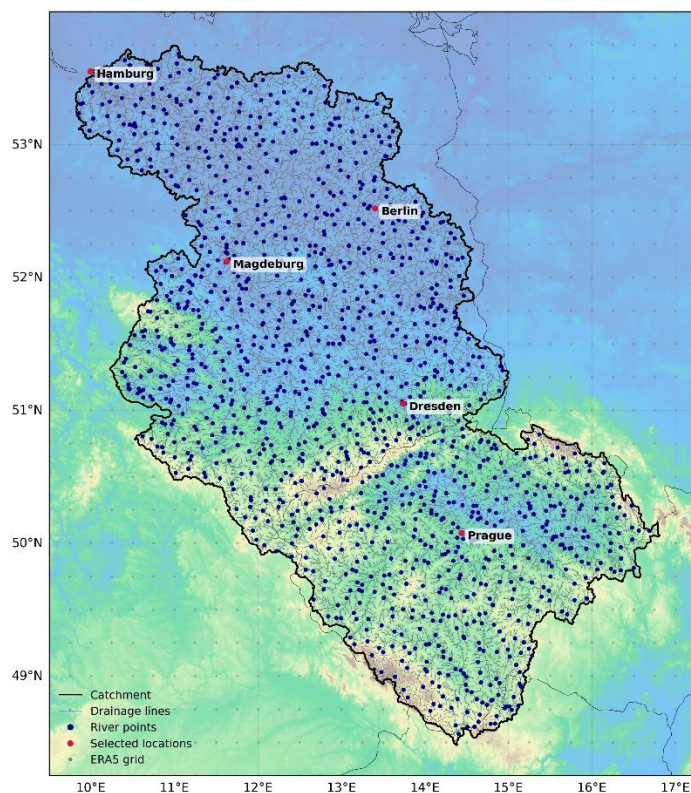 Hamburg
53°N
Berlin
Magdeburg
52°N
51°N
Dresden
Prague
50°N
49°N
Catchment
Drainage lines
River points
Selected locations
ERA5 grid
10°E 11°E 12°E 13°E 14°E 15°E 16°E 17°E